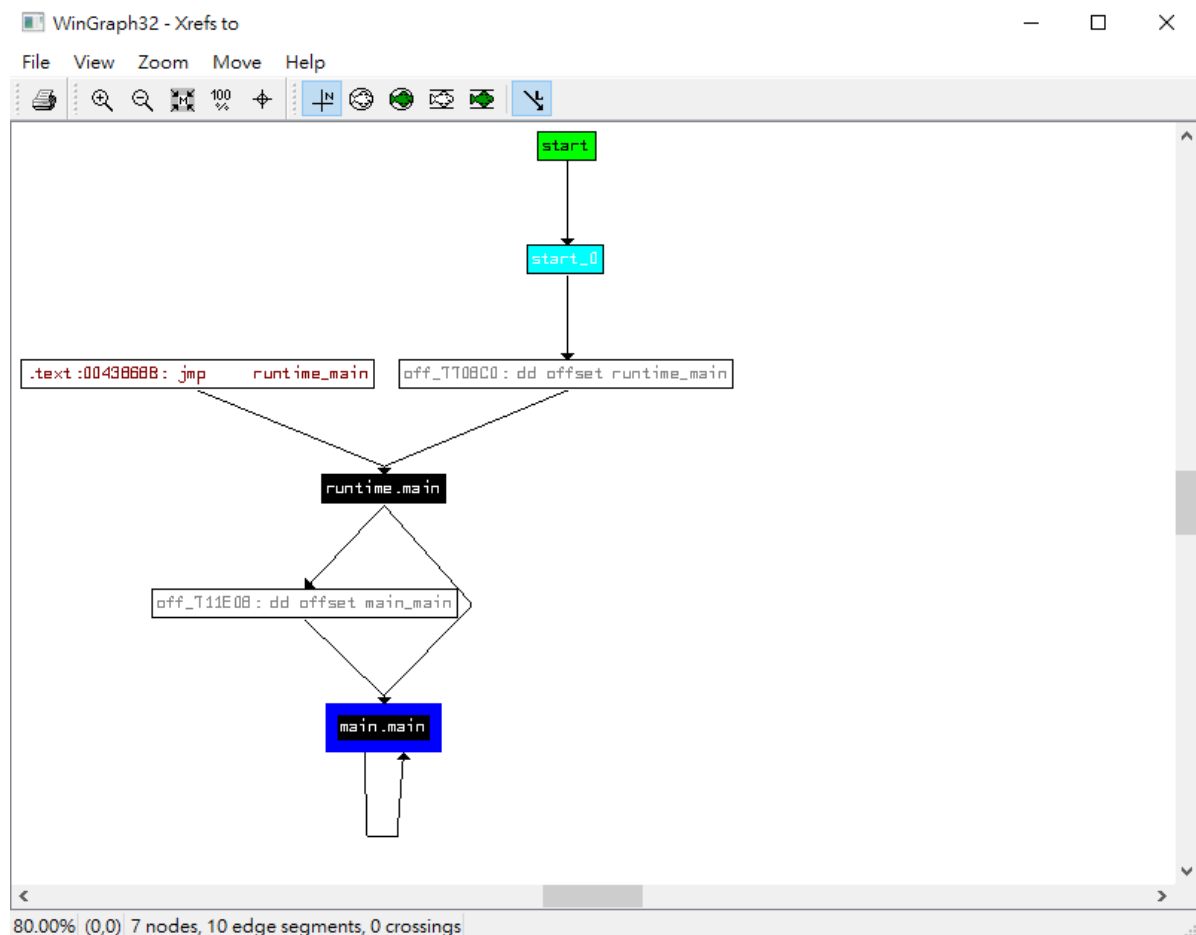 WinGraph32 - Xrefs to
File View Zoom Move Help
100 %
N
start
start_0
.text:0043868B: jmp runtime_main
off_7708C0: dd offset runtime_main
runtime.main
off_711E08: dd offset main_main
main.main
80.00% (0,0) 7 nodes, 10 edge segments, 0 crossings